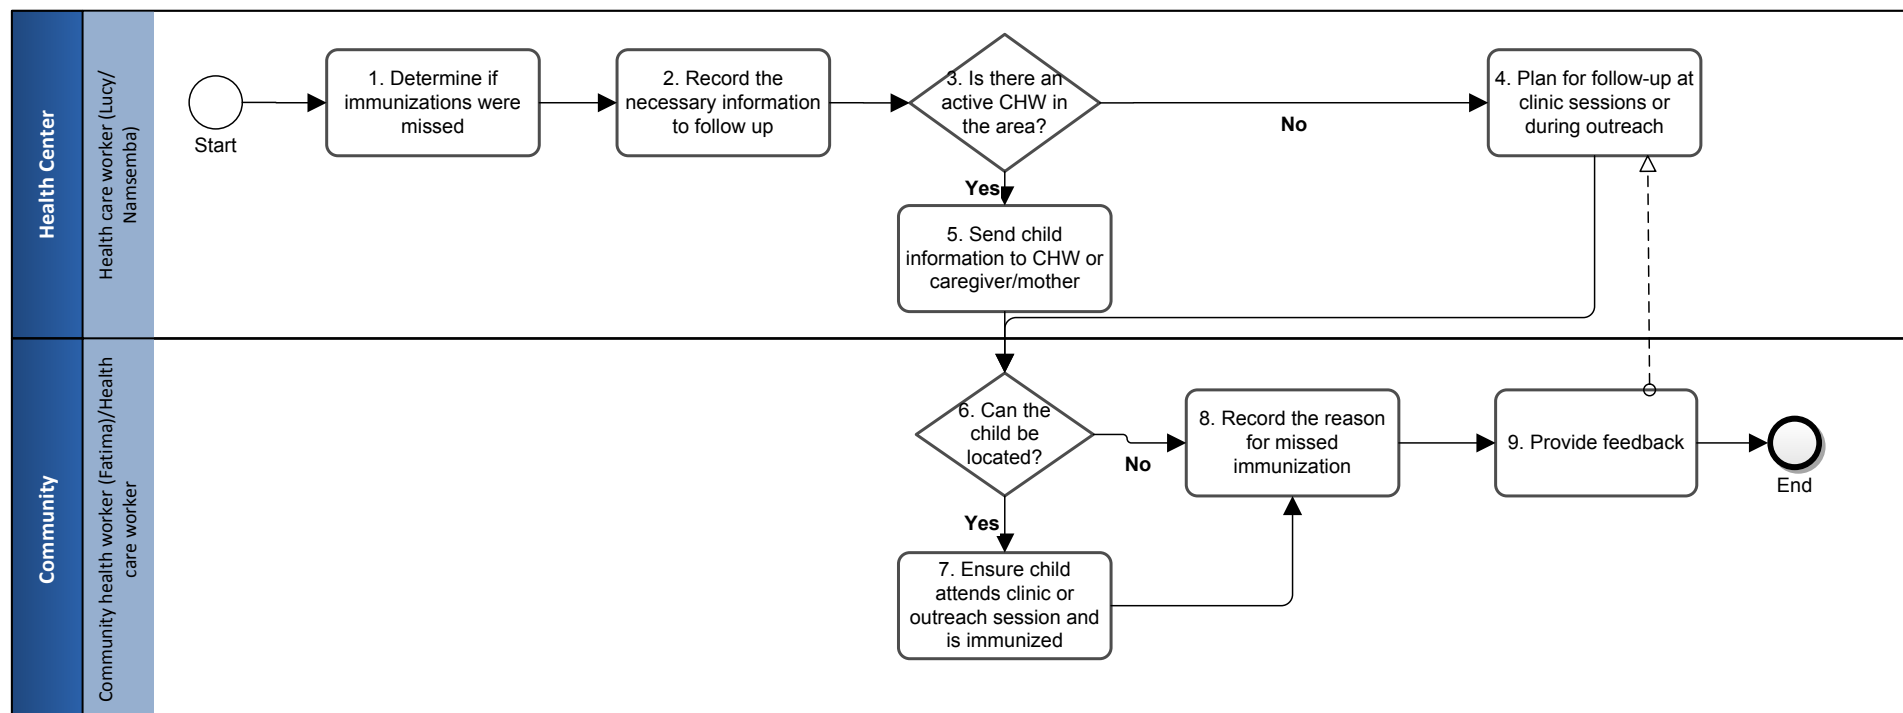 Health Center
Health care worker (Lucy/
Namsemba)
Start
1. Determine if
immunizations were
missed
2. Record the
necessary information
to follow up
3. Is there an
active CHW in
the area?
No
4. Plan for follow-up at
clinic sessions or
during outreach
Yes
5. Send child
information to CHW or
caregiver/mother
Community
Community health worker (Fatima)/Health
care worker
6. Can the
child be
located?
No
8. Record the reason
for missed
immunization
9. Provide feedback
End
Yes
7. Ensure child
attends clinic or
outreach session and
is immunized